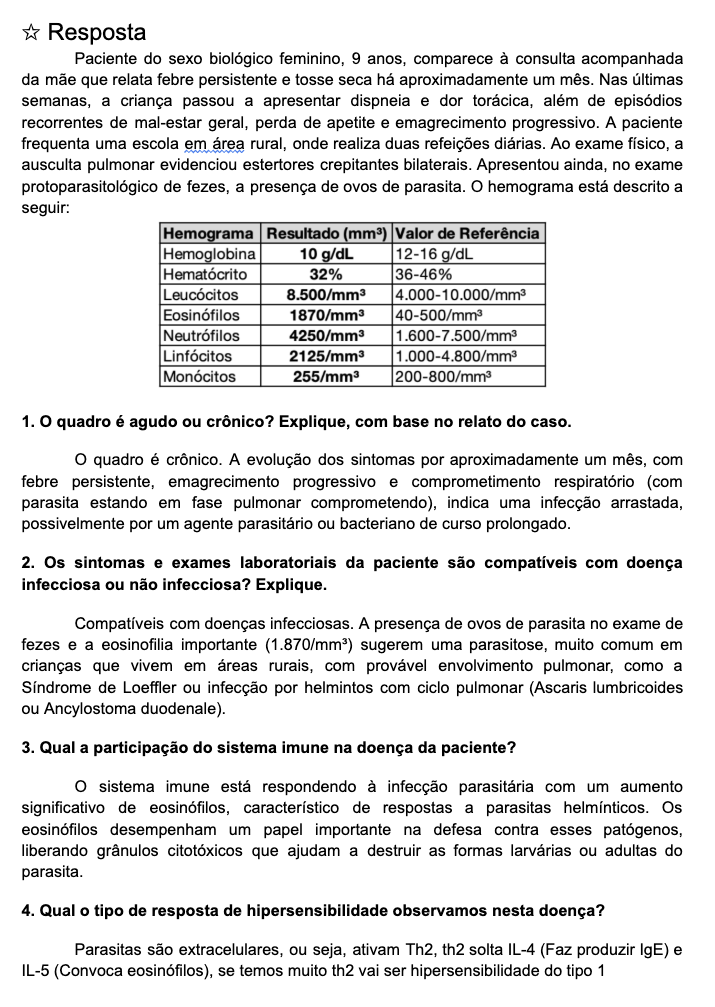 ☆ Resposta
Paciente do sexo biológico feminino, 9 anos, comparece à consulta acompanhada
da mãe que relata febre persistente e tosse seca há aproximadamente um mês. Nas últimas
semanas, a criança passou a apresentar dispneia e dor torácica, além de episódios
recorrentes de mal-estar geral, perda de apetite e emagrecimento progressivo. A paciente
frequenta uma escola em área rural, onde realiza duas refeições diárias. Ao exame físico, a
ausculta pulmonar evidenciou estertores crepitantes bilaterais. Apresentou ainda, no exame
protoparasitológico de fezes, a presença de ovos de parasita. O hemograma está descrito a
seguir:
Hemograma Resultado (mm³) Valor de Referência
Hemoglobina 10 g/dL 12-16 g/dL
Hematócrito 32% 36-46%
Leucócitos 8.500/mm³ 4.000-10.000/mm³
Eosinófilos 1870/mm³ 40-500/mm³
Neutrófilos 4250/mm³ 1.600-7.500/mm³
Linfócitos 2125/mm³ 1.000-4.800/mm³
Monócitos 255/mm³ 200-800/mm³
1. O quadro é agudo ou crônico? Explique, com base no relato do caso.
O quadro é crônico. A evolução dos sintomas por aproximadamente um mês, com
febre persistente, emagrecimento progressivo e comprometimento respiratório (com
parasita estando em fase pulmonar comprometendo), indica uma infecção arrastada,
possivelmente por um agente parasitário ou bacteriano de curso prolongado.
2. Os sintomas e exames laboratoriais da paciente são compatíveis com doença
infecciosa ou não infecciosa? Explique.
Compatíveis com doenças infecciosas. A presença de ovos de parasita no exame de
fezes e a eosinofilia importante (1.870/mm³) sugerem uma parasitose, muito comum em
crianças que vivem em áreas rurais, com provável envolvimento pulmonar, como a
Síndrome de Loeffler ou infecção por helmintos com ciclo pulmonar (Ascaris lumbricoides
ou Ancylostoma duodenale).
3. Qual a participação do sistema imune na doença da paciente?
O sistema imune está respondendo à infecção parasitária com um aumento
significativo de eosinófilos, característico de respostas a parasitas helmínticos. Os
eosinófilos desempenham um papel importante na defesa contra esses patógenos,
liberando grânulos citotóxicos que ajudam a destruir as formas larvárias ou adultas do
parasita.
4. Qual o tipo de resposta de hipersensibilidade observamos nesta doença?
Parasitas são extracelulares, ou seja, ativam Th2, th2 solta IL-4 (Faz produzir IgE) e
IL-5 (Convoca eosinófilos), se temos muito th2 vai ser hipersensibilidade do tipo 1